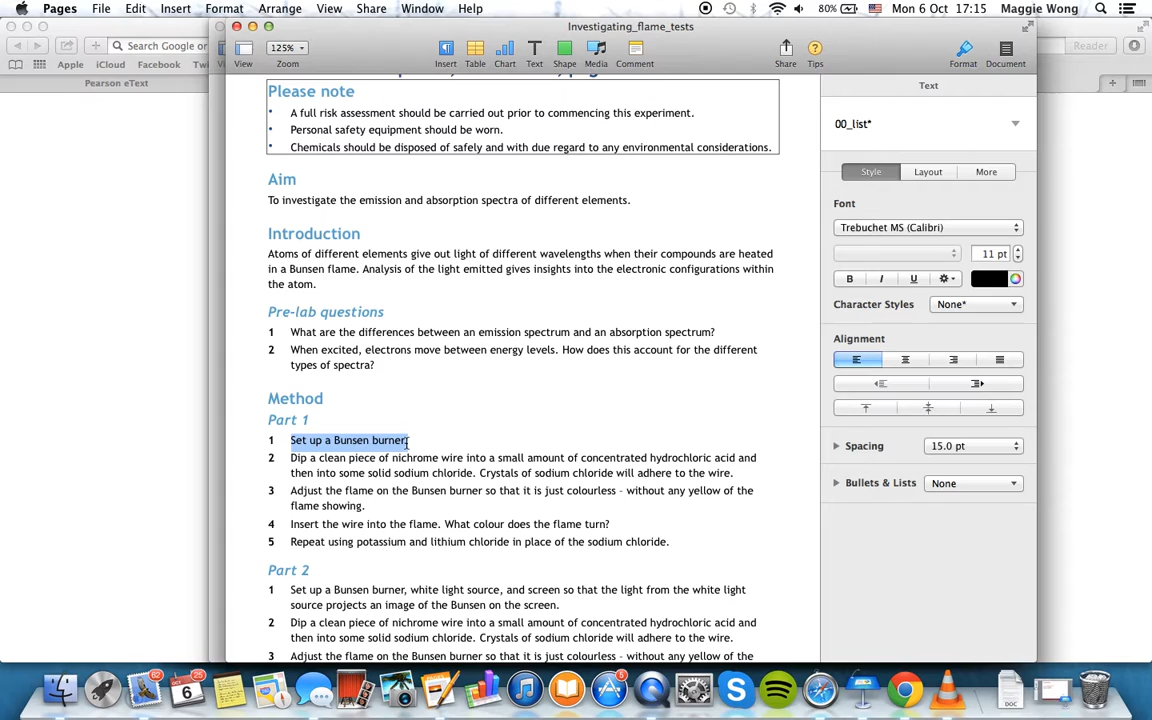 Pages File Edit Insert Format Arrange View Share Window Help 80% Mon 6 Oct 17:15 Maggie Wong
Investigating_flame_tests
Search Google or
125%
Reader
View Zoom Insert Table Chart Text Shape Media Comment Share Tips Format Document
Apple iCloud Facebook
Pearson eText
Text
Please note
• A full risk assessment should be carried out prior to commencing this experiment.
• Personal safety equipment should be worn.
• Chemicals should be disposed of safely and with due regard to any environmental considerations.
Aim
To investigate the emission and absorption spectra of different elements.
Introduction
Atoms of different elements give out light of different wavelengths when their compounds are heated
in a Bunsen flame. Analysis of the light emitted gives insights into the electronic configurations within
the atom.
Pre-lab questions
1 What are the differences between an emission spectrum and an absorption spectrum?
2 When excited, electrons move between energy levels. How does this account for the different
types of spectra?
Method
Part 1
1 Set up a Bunsen burner.
2 Dip a clean piece of nichrome wire into a small amount of concentrated hydrochloric acid and
then into some solid sodium chloride. Crystals of sodium chloride will adhere to the wire.
3 Adjust the flame on the Bunsen burner so that it is just colourless – without any yellow of the
flame showing.
4 Insert the wire into the flame. What colour does the flame turn?
5 Repeat using potassium and lithium chloride in place of the sodium chloride.
Part 2
1 Set up a Bunsen burner, white light source, and screen so that the light from the white light
source projects an image of the Bunsen on the screen.
2 Dip a clean piece of nichrome wire into a small amount of concentrated hydrochloric acid and
then into some solid sodium chloride. Crystals of sodium chloride will adhere to the wire.
3 Adjust the flame on the Bunsen burner so that it is just colourless – without any yellow of the
00_list*
Style Layout More
Font
Trebuchet MS (Calibri)
11 pt
B I U
Character Styles None*
Alignment
Spacing 15.0 pt
Bullets & Lists None
62
6
25
5
DOC